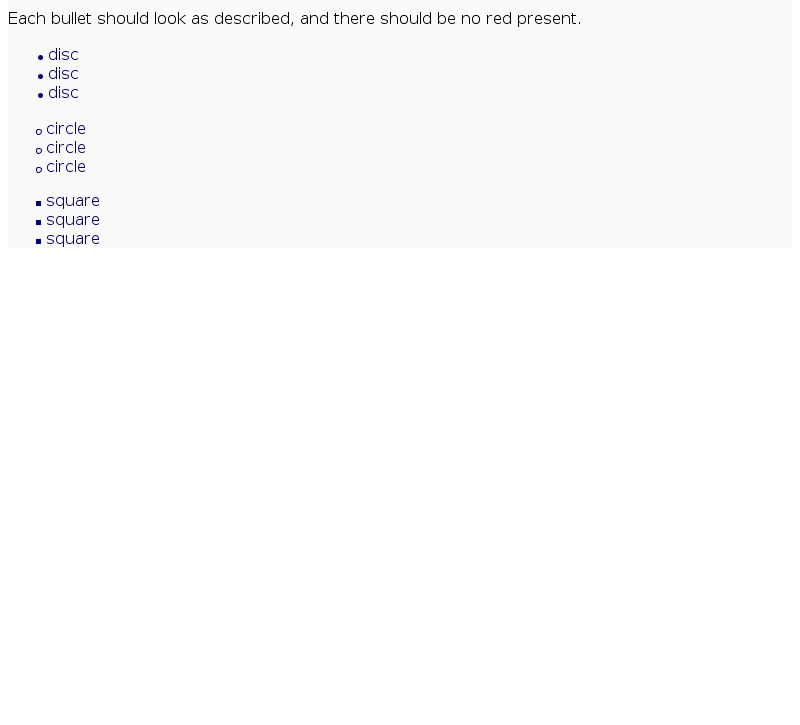 Each bullet should look as described, and there should be no red present.
• disc
• disc
• disc
◦ circle
◦ circle
◦ circle
▪ square
▪ square
▪ square